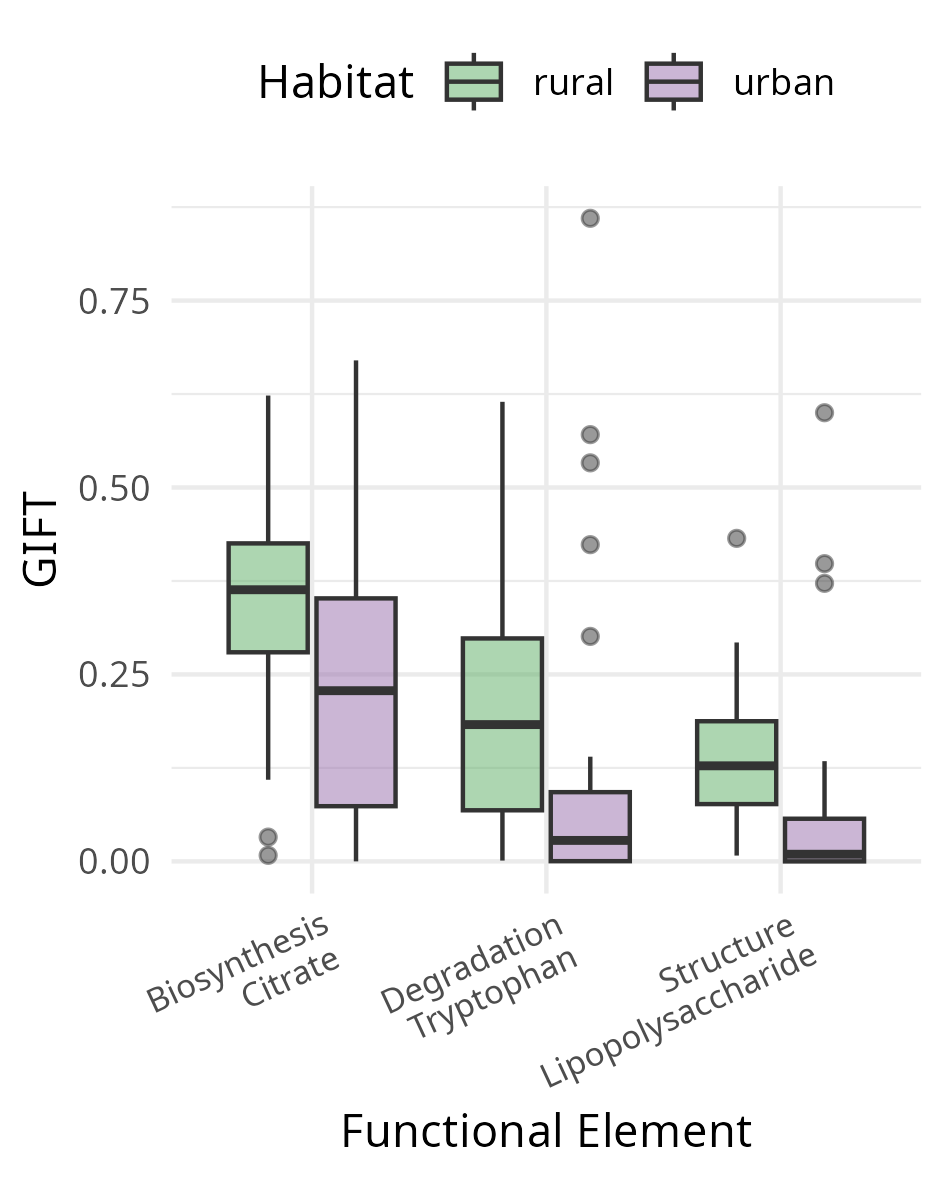 Habitat rural urban
GIFT
0.75
0.50
0.25
0.00
Biosynthesis
Citrate
Degradation
Tryptophan
Structure
Lipopolysaccharide
Functional Element